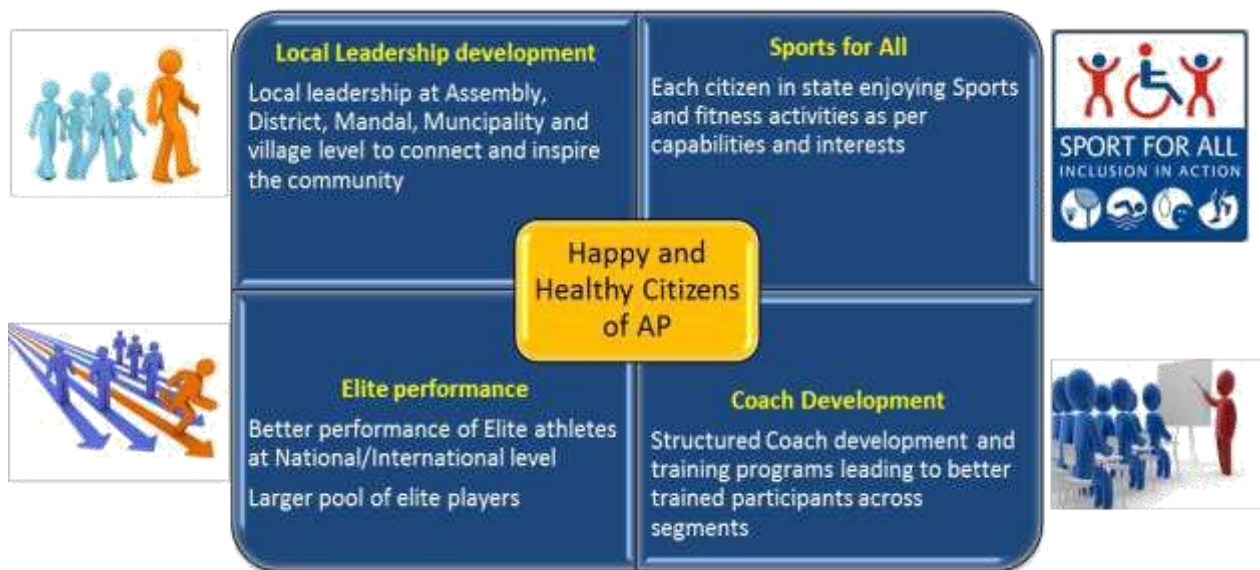 Local Leadership development
Local leadership at Assembly,
District, Mandal, Muncipality and
village level to connect and inspire
the community
Sports for All
Each citizen in state enjoying Sports
and fitness activities as per
capabilities and interests
SPORT FOR ALL
INCLUSION IN ACTION
Happy and
Healthy Citizens
of AP
Elite performance
Better performance of Elite athletes
at National/International level
Larger pool of elite players
Coach Development
Structured Coach development and
training programs leading to better
trained participants across
segments